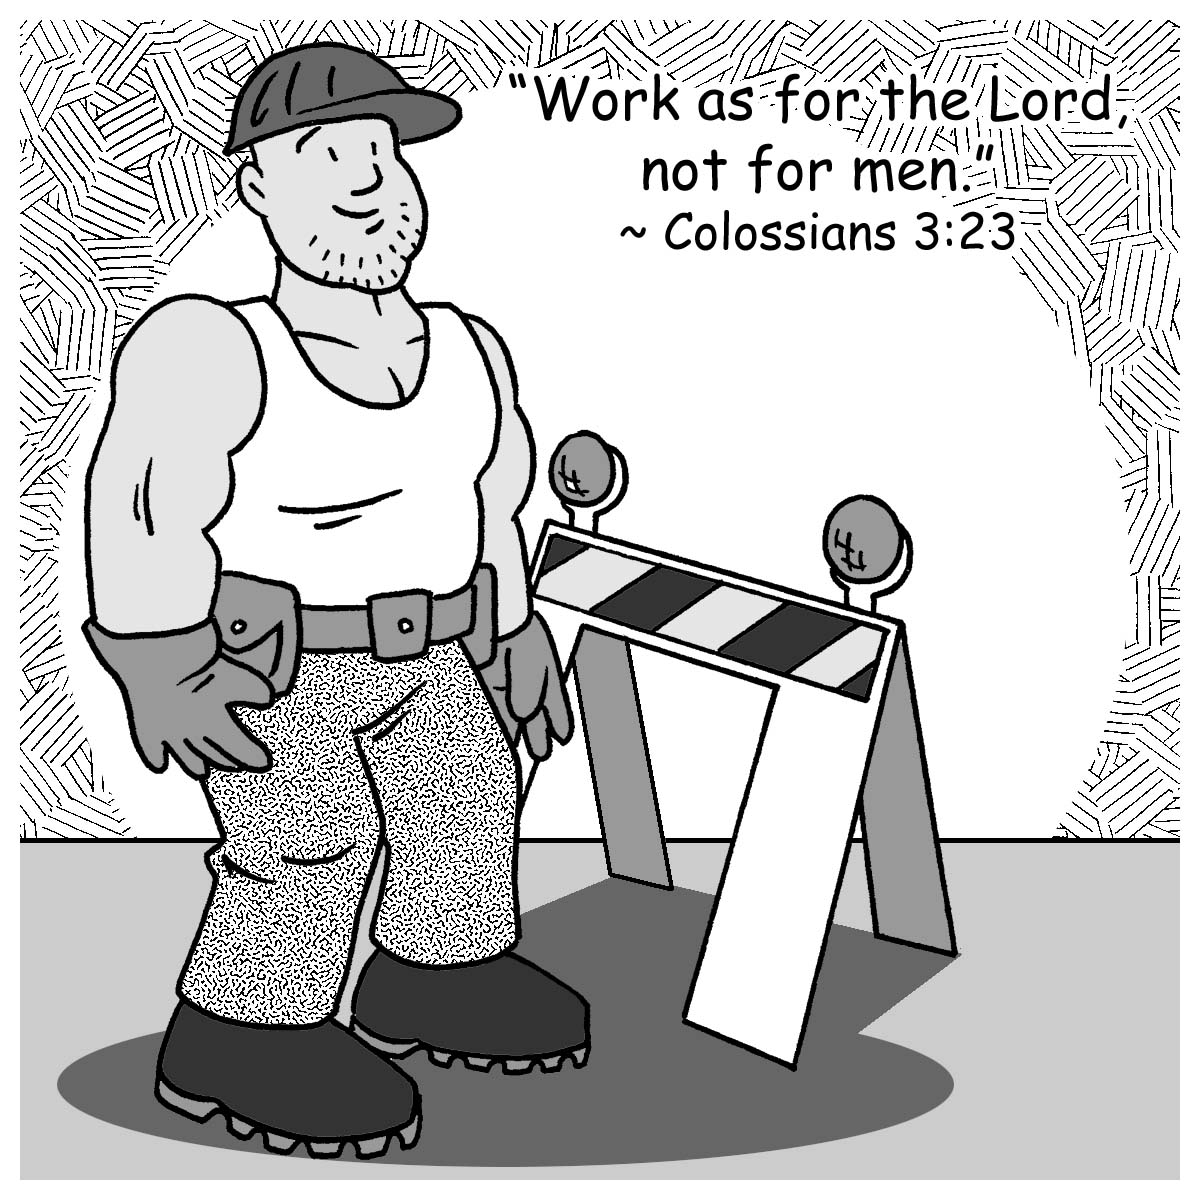 “Work as for the Lord,
not for men.”
~ Colossians 3:23